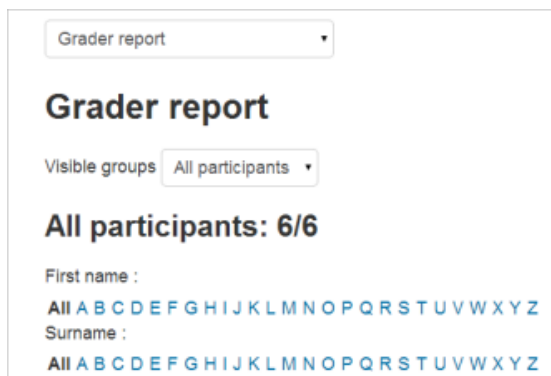 Grader report
Grader report
Visible groups All participants
All participants: 6/6
First name :
All A B C D E F G H I J K L M N O P Q R S T U V W X Y Z
Surname :
All A B C D E F G H I J K L M N O P Q R S T U V W X Y Z